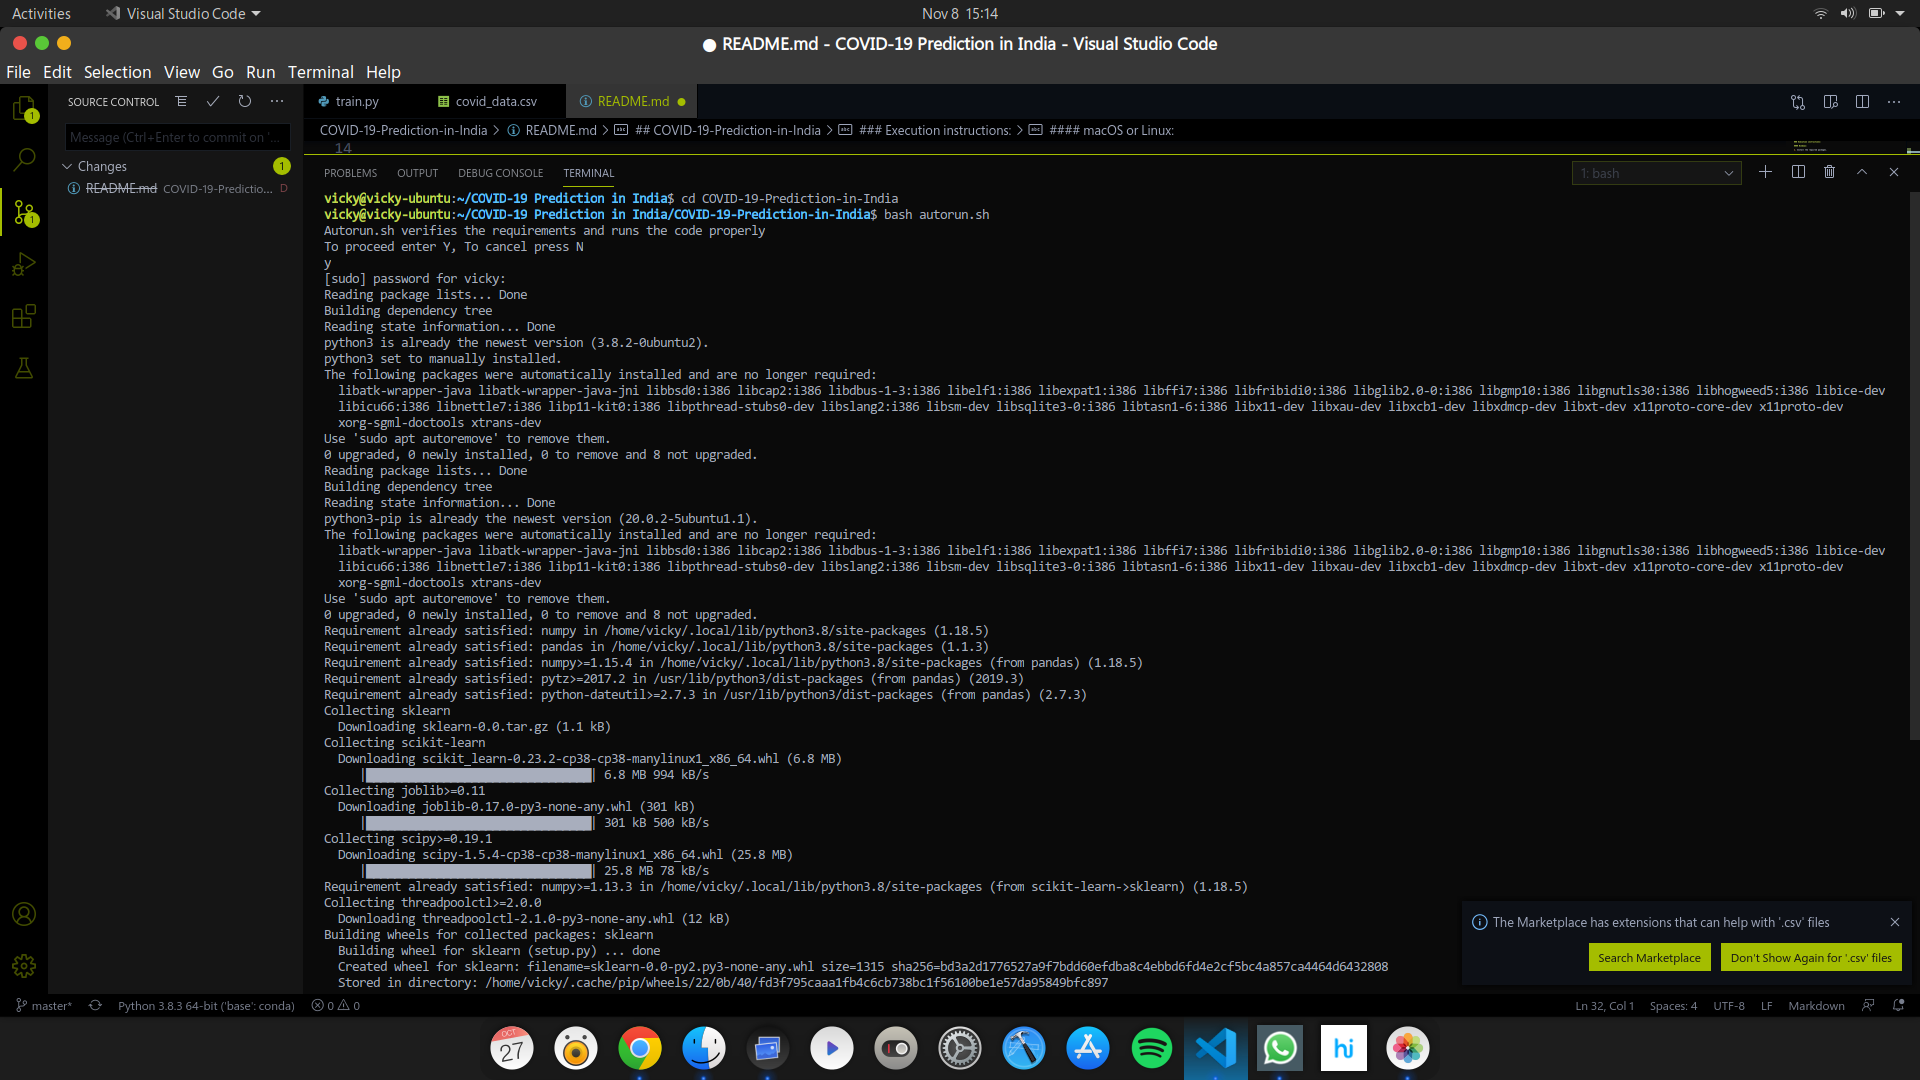 Activities
Visual Studio Code
Nov 8 15:14
README.md - COVID-19 Prediction in India - Visual Studio Code
File Edit Selection View Go Run Terminal Help
SOURCE CONTROL
Message (Ctrl+Enter to commit on '...
Changes 1
README.md COVID-19-Predictio... D
train.py
covid_data.csv
README.md
COVID-19-Prediction-in-India > README.md > ## COVID-19-Prediction-in-India > ### Execution instructions: > #### macOS or Linux:
14
PROBLEMS OUTPUT DEBUG CONSOLE TERMINAL
1: bash
vicky@vicky-ubuntu:~/COVID-19 Prediction in India$ cd COVID-19-Prediction-in-India
vicky@vicky-ubuntu:~/COVID-19 Prediction in India/COVID-19-Prediction-in-India$ bash autorun.sh
Autorun.sh verifies the requirements and runs the code properly
To proceed enter Y, To cancel press N
y
[sudo] password for vicky:
Reading package lists... Done
Building dependency tree
Reading state information... Done
python3 is already the newest version (3.8.2-0ubuntu2).
python3 set to manually installed.
The following packages were automatically installed and are no longer required:
libatk-wrapper-java libatk-wrapper-java-jni libbsd0:i386 libcap2:i386 libdbus-1-3:i386 libelf1:i386 libexpat1:i386 libffi7:i386 libfribidi0:i386 libglib2.0-0:i386 libgmp10:i386 libgnutls30:i386 libhogweed5:i386 libice-dev
libicu66:i386 libnettle7:i386 libp11-kit0:i386 libpthread-stubs0-dev libslang2:i386 libsm-dev libsqlite3-0:i386 libtasn1-6:i386 libx11-dev libxau-dev libxcb1-dev libxdmcp-dev libxt-dev x11proto-core-dev x11proto-dev
xorg-sgml-doctools xtrans-dev
Use 'sudo apt autoremove' to remove them.
0 upgraded, 0 newly installed, 0 to remove and 8 not upgraded.
Reading package lists... Done
Building dependency tree
Reading state information... Done
python3-pip is already the newest version (20.0.2-5ubuntu1.1).
The following packages were automatically installed and are no longer required:
libatk-wrapper-java libatk-wrapper-java-jni libbsd0:i386 libcap2:i386 libdbus-1-3:i386 libelf1:i386 libexpat1:i386 libffi7:i386 libfribidi0:i386 libglib2.0-0:i386 libgmp10:i386 libgnutls30:i386 libhogweed5:i386 libice-dev
libicu66:i386 libnettle7:i386 libp11-kit0:i386 libpthread-stubs0-dev libslang2:i386 libsm-dev libsqlite3-0:i386 libtasn1-6:i386 libx11-dev libxau-dev libxcb1-dev libxdmcp-dev libxt-dev x11proto-core-dev x11proto-dev
xorg-sgml-doctools xtrans-dev
Use 'sudo apt autoremove' to remove them.
0 upgraded, 0 newly installed, 0 to remove and 8 not upgraded.
Requirement already satisfied: numpy in /home/vicky/.local/lib/python3.8/site-packages (1.18.5)
Requirement already satisfied: pandas in /home/vicky/.local/lib/python3.8/site-packages (1.1.3)
Requirement already satisfied: numpy>=1.15.4 in /home/vicky/.local/lib/python3.8/site-packages (from pandas) (1.18.5)
Requirement already satisfied: pytz>=2017.2 in /usr/lib/python3/dist-packages (from pandas) (2019.3)
Requirement already satisfied: python-dateutil>=2.7.3 in /usr/lib/python3/dist-packages (from pandas) (2.7.3)
Collecting sklearn
Downloading sklearn-0.0.tar.gz (1.1 kB)
Collecting scikit-learn
Downloading scikit_learn-0.23.2-cp38-cp38-manylinux1_x86_64.whl (6.8 MB)
6.8 MB 994 kB/s
Collecting joblib>=0.11
Downloading joblib-0.17.0-py3-none-any.whl (301 kB)
301 kB 500 kB/s
Collecting scipy>=0.19.1
Downloading scipy-1.5.4-cp38-cp38-manylinux1_x86_64.whl (25.8 MB)
25.8 MB 78 kB/s
Requirement already satisfied: numpy>=1.13.3 in /home/vicky/.local/lib/python3.8/site-packages (from scikit-learn->sklearn) (1.18.5)
Collecting threadpoolctl>=2.0.0
Downloading threadpoolctl-2.1.0-py3-none-any.whl (12 kB)
Building wheels for collected packages: sklearn
Building wheel for sklearn (setup.py) ... done
Created wheel for sklearn: filename=sklearn-0.0-py2.py3-none-any.whl size=1315 sha256=bd3a2d1776527a9f7bdd60efdba8c4ebbd6fd4e2cf5bc4a857ca4464d6432808
Stored in directory: /home/vicky/.cache/pip/wheels/22/0b/40/fd3f795caaa1fb4c6cb738bc1f56100be1e57da95849bfc897
The Marketplace has extensions that can help with '.csv' files
Search Marketplace
Don't Show Again for '.csv' files
master* Python 3.8.3 64-bit ('base': conda) 0 0
Ln 32, Col 1 Spaces: 4 UTF-8 LF Markdown
OCT
27
hi